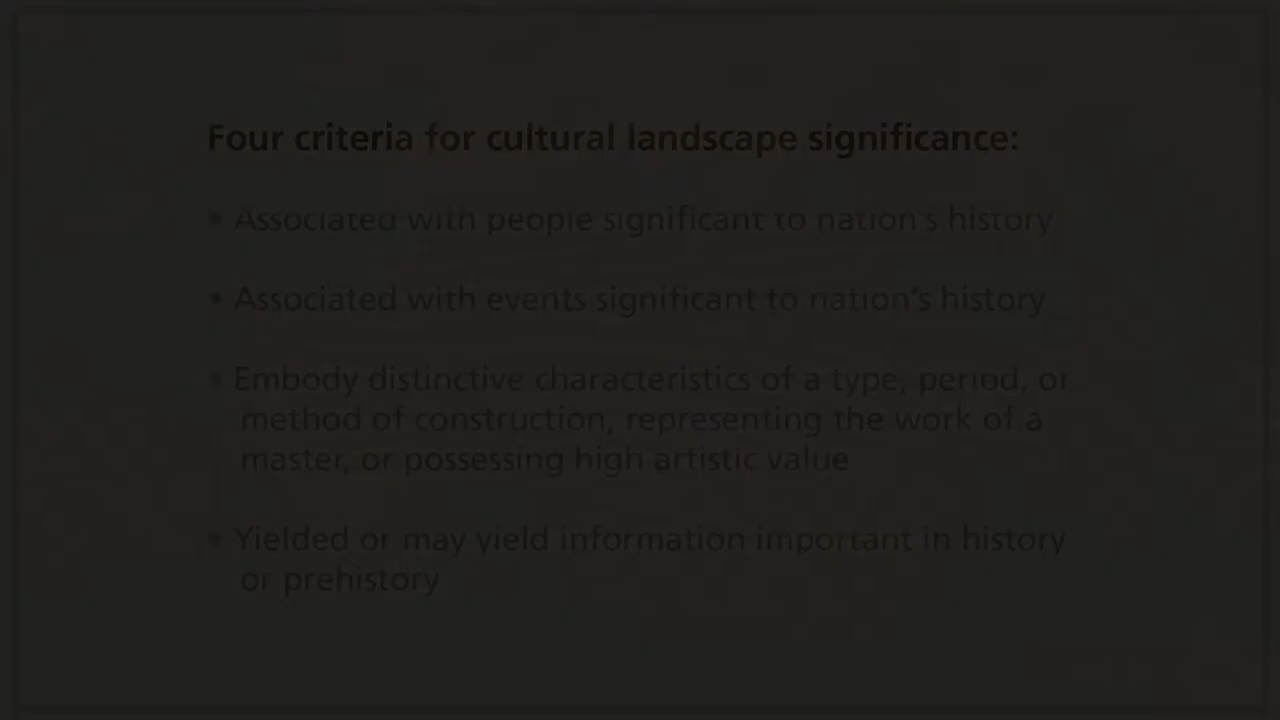 Four criteria for cultural landscape significance:
• Associated with people significant to nation's history
• Associated with events significant to nation's history
• Embody distinctive characteristics of a type, period, or
method of construction, representing the work of a
master, or possessing high artistic value
• Yielded or may yield information important in history
or prehistory